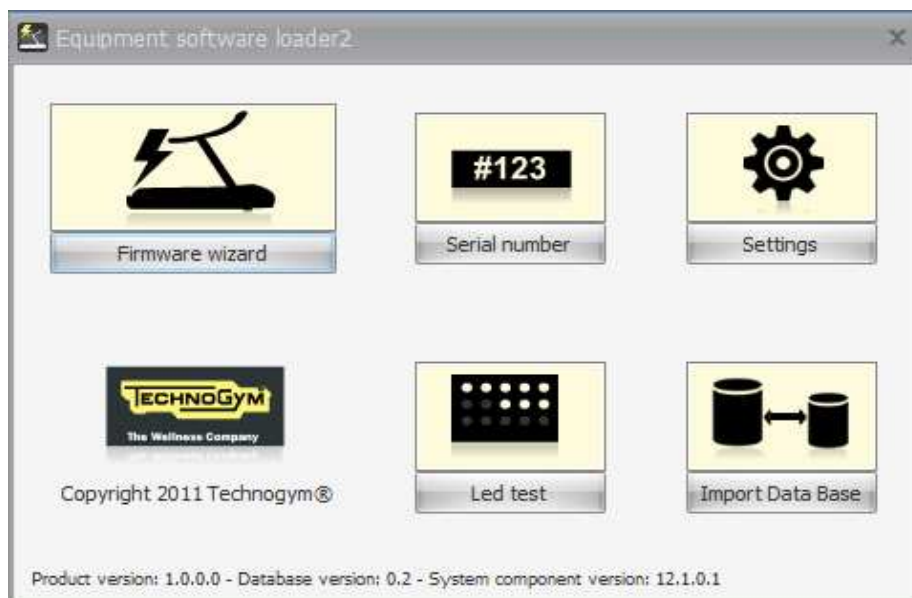 Equipment software loader2
#123
Firmware wizard
Serial number
Settings
TECHNOGYM
The Wellness Company
Copyright 2011 Technogym®
Led test
Import Data Base
Product version: 1.0.0.0 - Database version: 0.2 - System component version: 12.1.0.1